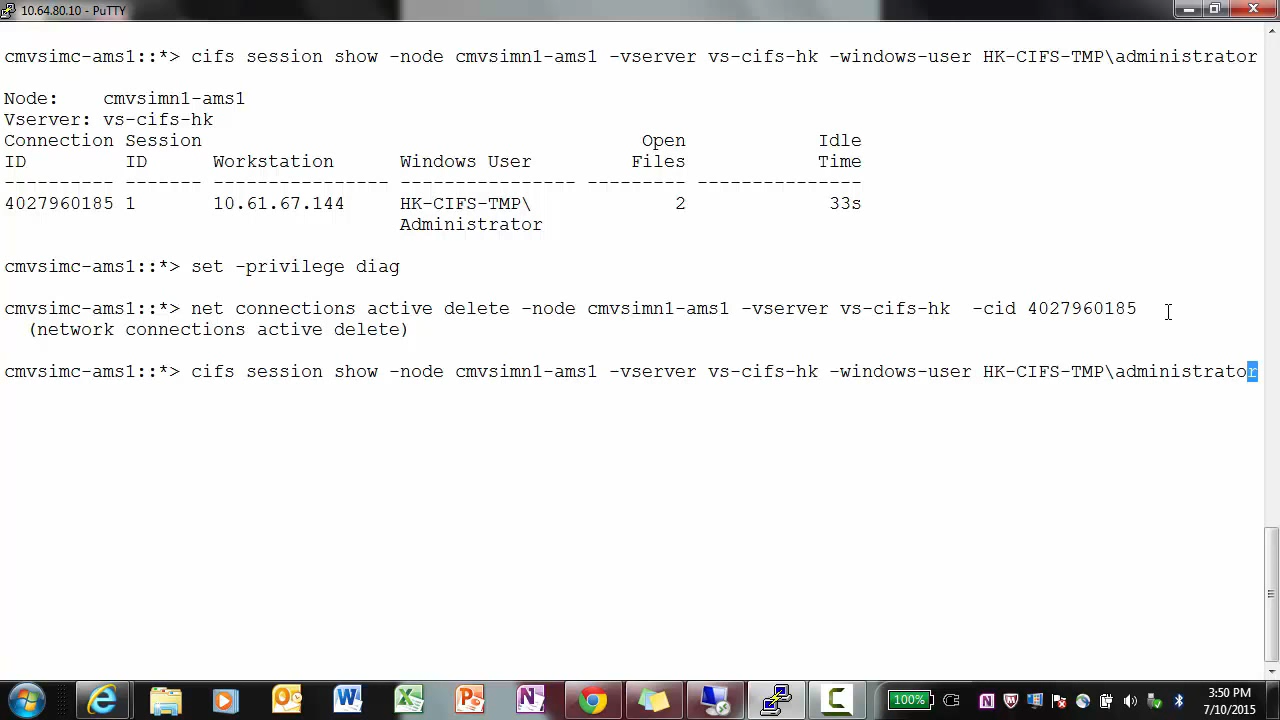 10.64.80.10 - PuTTY
cmvsimc-ams1::*> cifs session show -node cmvsimn1-ams1 -vserver vs-cifs-hk -windows-user HK-CIFS-TMP\administrator
Node:    cmvsimn1-ams1
Vserver: vs-cifs-hk
Connection Session                                        Open            Idle
ID         ID      Workstation      Windows User         Files            Time
---------- ------- ---------------- ---------------- --------- ---------------
4027960185 1       10.61.67.144     HK-CIFS-TMP\             2             33s
                                    Administrator
cmvsimc-ams1::*> set -privilege diag
cmvsimc-ams1::*> net connections active delete -node cmvsimn1-ams1 -vserver vs-cifs-hk  -cid 4027960185
  (network connections active delete)
cmvsimc-ams1::*> cifs session show -node cmvsimn1-ams1 -vserver vs-cifs-hk -windows-user HK-CIFS-TMP\administrator
100%
3:50 PM
7/10/2015